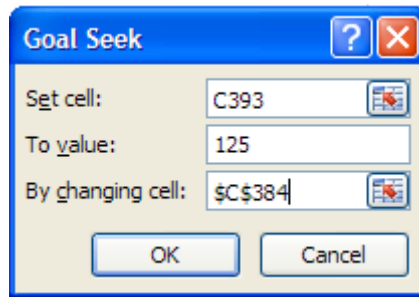 Goal Seek
Set cell: C393
To value: 125
By changing cell: $C$384
OK Cancel